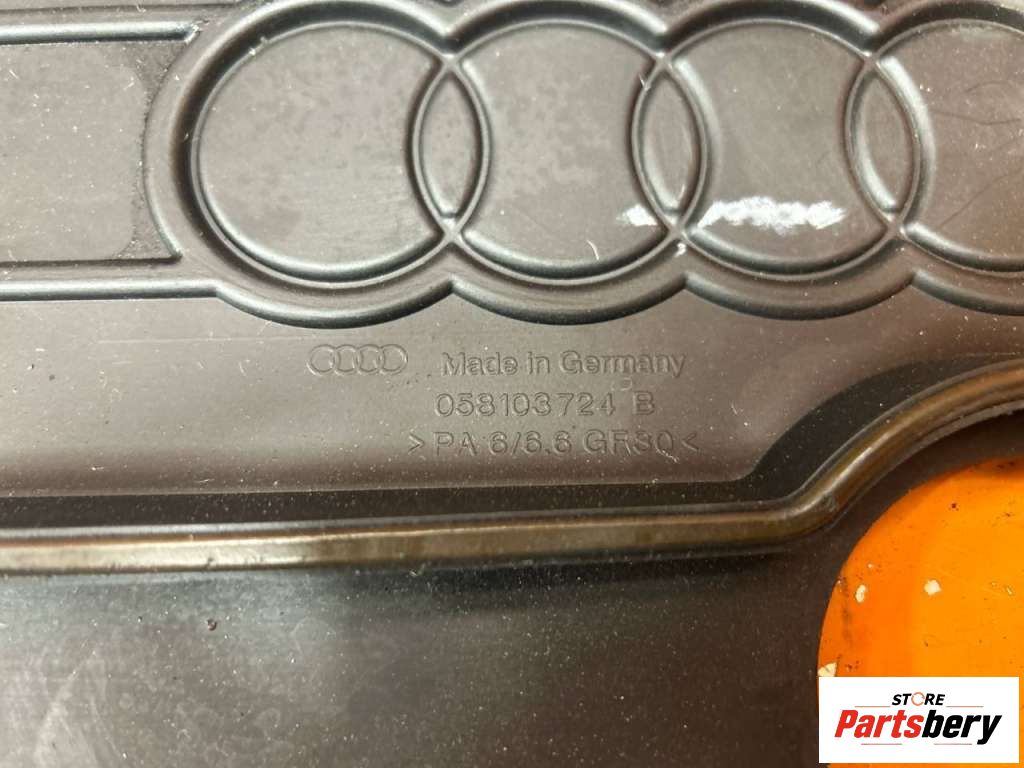 Made in Germany
058103724 B
>PA 6/6.6 GF30<
STORE
Partsbery